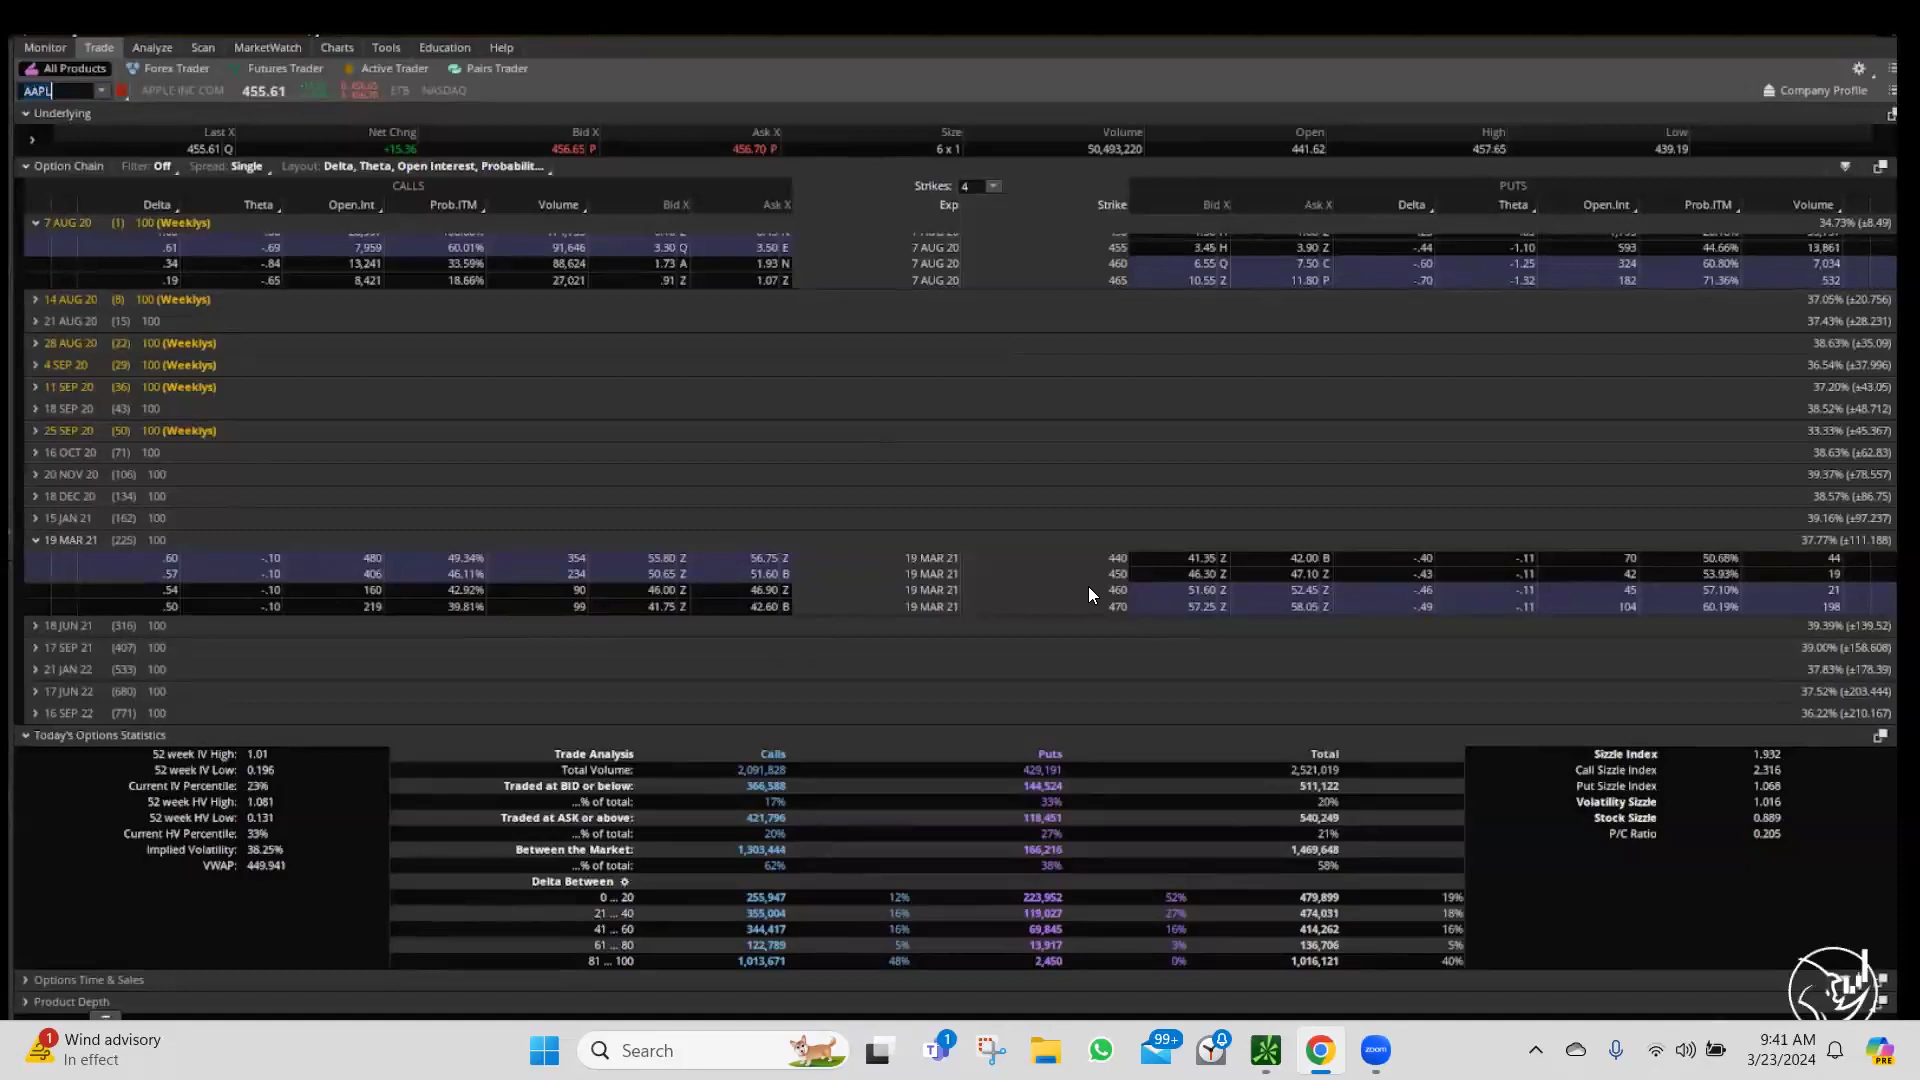 Monitor Trade Analyze Scan MarketWatch Charts Tools Education Help
All Products Forex Trader Futures Trader Active Trader Pairs Trader
AAPL APPLE INC COM 455.61 ETB NASDAQ Company Profile
Underlying
Last X Net Chng Bid X Ask X Size Volume Open High Low
455.61 Q +15.36 456.65 P 456.70 P 6 x 1 50,493,220 441.62 457.65 439.19
Option Chain Filter: Off Spread: Single Layout: Delta, Theta, Open Interest, Probabilit...
CALLS Strikes: 4 PUTS
Delta Theta Open.Int Prob.ITM Volume Bid X Ask X Exp Strike Bid X Ask X Delta Theta Open.Int Prob.ITM Volume
7 AUG 20 (1) 100 (Weeklys) 34.73% (±8.49)
.61 -.69 7,959 60.01% 91,646 3.30 Q 3.50 E 7 AUG 20 455 3.45 H 3.90 Z -.44 -1.10 593 44.66% 13,861
.34 -.84 13,241 33.59% 88,624 1.73 A 1.93 N 7 AUG 20 460 6.55 Q 7.50 C -.60 -1.25 324 60.80% 7,034
.19 -.65 8,421 18.66% 27,021 .91 Z 1.07 Z 7 AUG 20 465 10.55 Z 11.80 P -.70 -1.32 182 71.36% 532
14 AUG 20 (8) 100 (Weeklys) 37.05% (±20.756)
21 AUG 20 (15) 100 37.43% (±28.231)
28 AUG 20 (22) 100 (Weeklys) 38.63% (±35.09)
4 SEP 20 (29) 100 (Weeklys) 36.54% (±37.996)
11 SEP 20 (36) 100 (Weeklys) 37.20% (±43.05)
18 SEP 20 (43) 100 38.52% (±48.712)
25 SEP 20 (50) 100 (Weeklys) 33.33% (±45.367)
16 OCT 20 (71) 100 38.63% (±62.83)
20 NOV 20 (106) 100 39.37% (±78.557)
18 DEC 20 (134) 100 38.57% (±86.75)
15 JAN 21 (162) 100 39.16% (±97.237)
19 MAR 21 (225) 100 37.77% (±111.188)
.60 -.10 480 49.34% 354 55.80 Z 56.75 Z 19 MAR 21 440 41.35 Z 42.00 B -.40 -.11 70 50.68% 44
.57 -.10 406 46.11% 234 50.65 Z 51.60 B 19 MAR 21 450 46.30 Z 47.10 Z -.43 -.11 42 53.93% 19
.54 -.10 160 42.92% 90 46.00 Z 46.90 Z 19 MAR 21 460 51.60 Z 52.45 Z -.46 -.11 45 57.10% 21
.50 -.10 219 39.81% 99 41.75 Z 42.60 B 19 MAR 21 470 57.25 Z 58.05 Z -.49 -.11 104 60.19% 198
18 JUN 21 (316) 100 39.39% (±139.52)
17 SEP 21 (407) 100 39.00% (±158.608)
21 JAN 22 (533) 100 37.83% (±178.39)
17 JUN 22 (680) 100 37.52% (±203.444)
16 SEP 22 (771) 100 36.22% (±210.167)
Today's Options Statistics
52 week IV High: 1.01 Trade Analysis Calls Puts Total Sizzle Index 1.932
52 week IV Low: 0.196 Total Volume: 2,091,828 429,191 2,521,019 Call Sizzle Index 2.316
Current IV Percentile: 23% Traded at BID or below: 366,588 144,524 511,122 Put Sizzle Index 1.068
52 week HV High: 1.081 ...% of total: 17% 33% 20% Volatility Sizzle 1.016
52 week HV Low: 0.131 Traded at ASK or above: 421,796 118,451 540,249 Stock Sizzle 0.889
Current HV Percentile: 33% ...% of total: 20% 27% 21% P/C Ratio 0.205
Implied Volatility: 38.25% Between the Market: 1,303,444 166,216 1,469,648
VWAP: 449.941 ...% of total: 62% 38% 58%
Delta Between
0 ... 20 255,947 12% 223,952 52% 479,899 19%
21 ... 40 355,004 16% 119,027 27% 474,031 18%
41 ... 60 344,417 16% 69,845 16% 414,262 16%
61 ... 80 122,789 5% 13,917 3% 136,706 5%
81 ... 100 1,013,671 48% 2,450 0% 1,016,121 40%
Options Time & Sales
Product Depth
1 Wind advisory
In effect
Search
1
99+
zoom
9:41 AM
3/23/2024
PRE